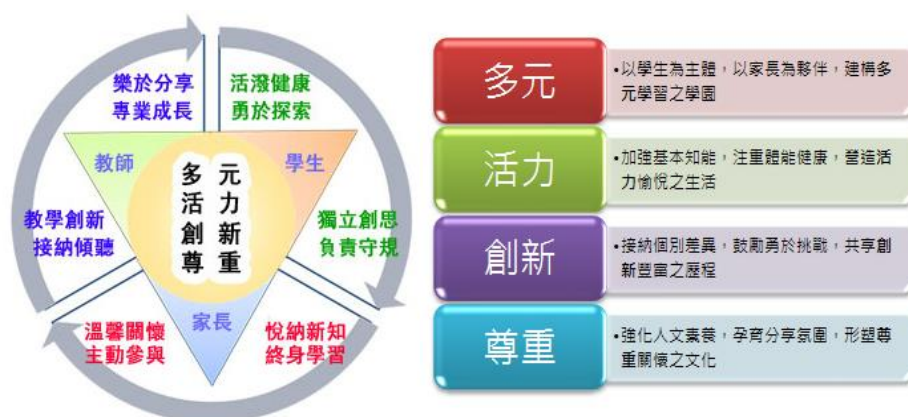 樂於分享
專業成長
活潑健康
勇於探索
教師
學生
多元
活力
創新
尊重
教學創新
接納傾聽
獨立創思
負責守規
家長
溫馨關懷
主動參與
悅納新知
終身學習
多元
•以學生為主體，以家長為夥伴，建構多
元學習之學園
活力
•加強基本知能，注重體能健康，營造活
力愉悅之生活
創新
•接納個別差異，鼓勵勇於挑戰，共享創
新豐富之歷程
尊重
•強化人文素養，孕育分享氛圍，形塑尊
重關懷之文化